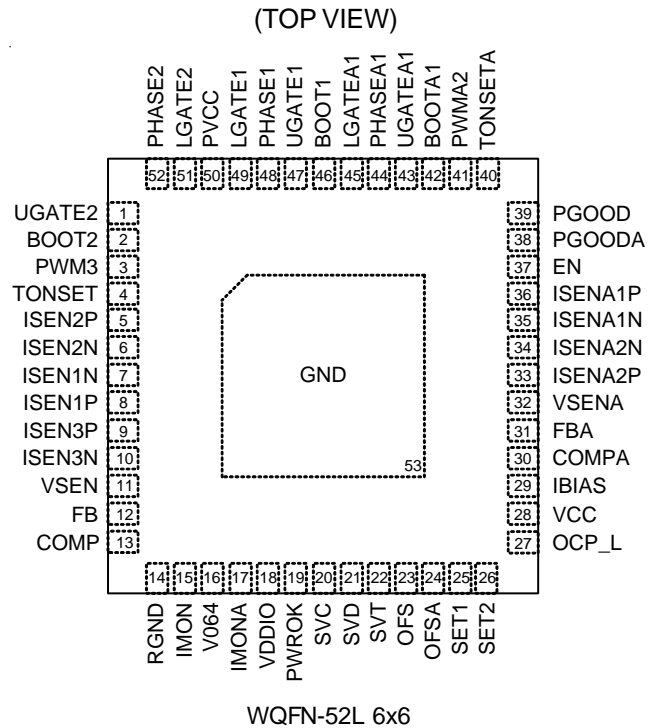 (TOP VIEW)
PHASE2
LGATE2
PVCC
LGATE1
PHASE1
UGATE1
BOOT1
LGATEA1
PHASEA1
UGATEA1
BOOTA1
PWMA2
TONSETA
52 51 50 49 48 47 46 45 44 43 42 41 40
UGATE2 1
BOOT2 2
PWM3 3
TONSET 4
ISEN2P 5
ISEN2N 6
ISEN1N 7
ISEN1P 8
ISEN3P 9
ISEN3N 10
VSEN 11
FB 12
COMP 13
GND
53
39 PGOOD
38 PGOODA
37 EN
36 ISENA1P
35 ISENA1N
34 ISENA2N
33 ISENA2P
32 VSENA
31 FBA
30 COMPA
29 IBIAS
28 VCC
27 OCP_L
14 15 16 17 18 19 20 21 22 23 24 25 26
RGND
IMON
V064
IMONA
VDDIO
PWROK
SVC
SVD
SVT
OFS
OFSA
SET1
SET2
WQFN-52L 6x6